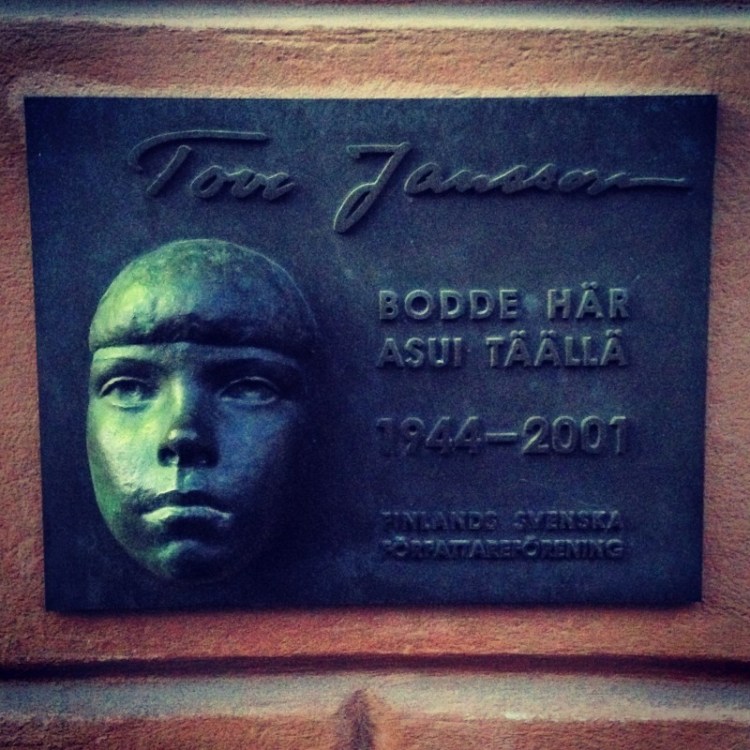 Tove Jansson
BODDE HÄR
ASUI TÄÄLLÄ
1944–2001
FINLANDS SVENSKA
FÖRFATTAREFÖRENING